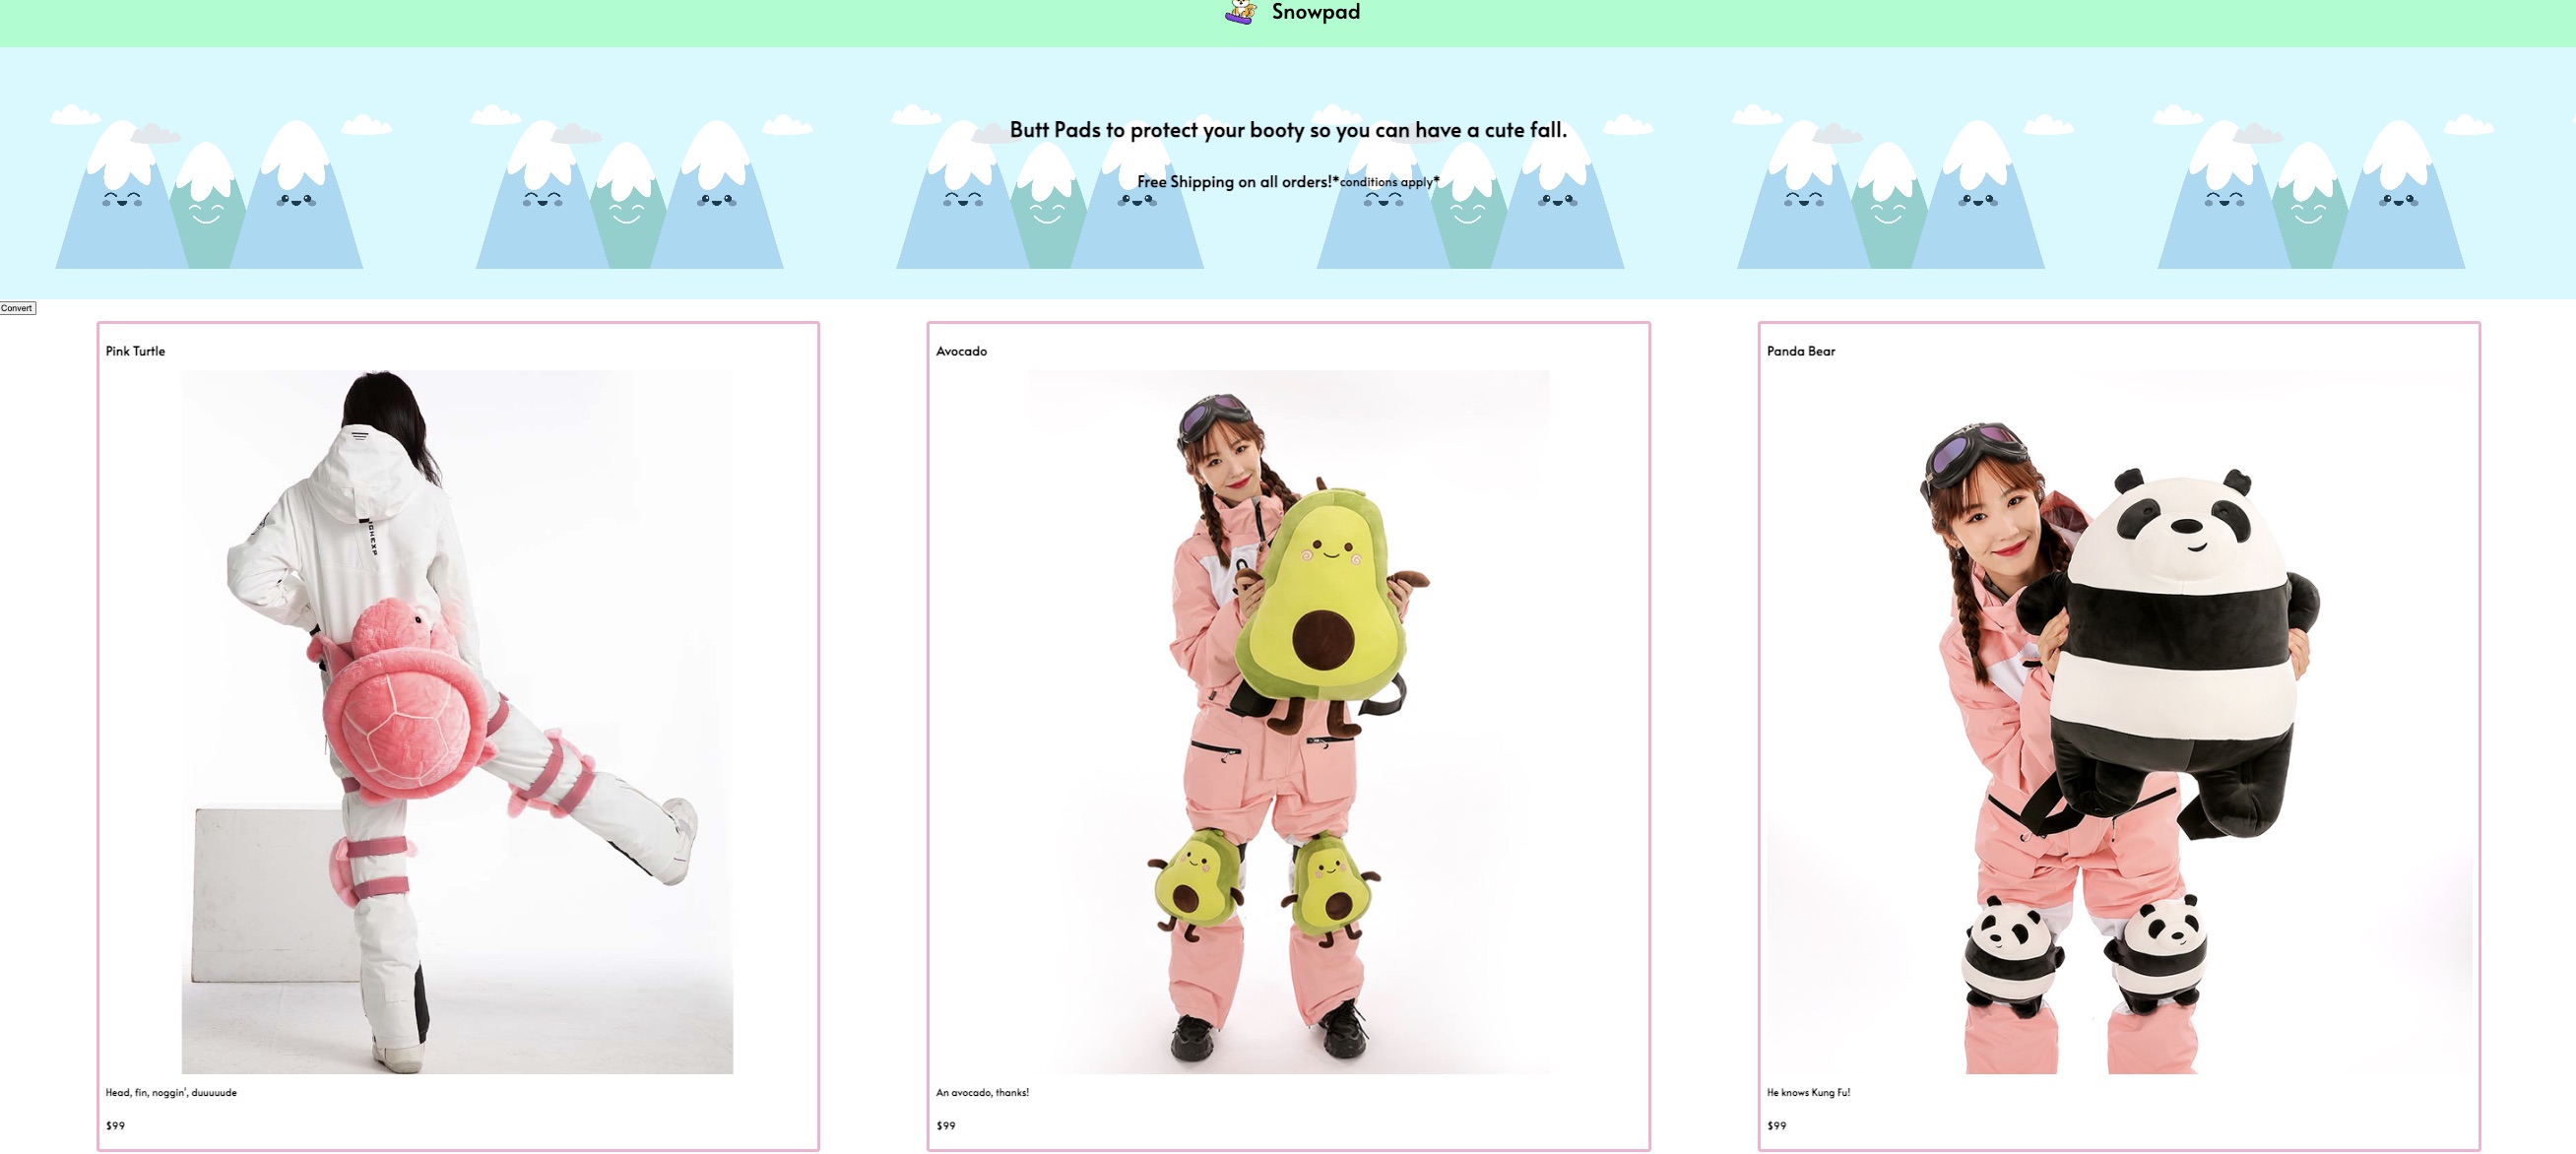 Snowpad
Butt Pads to protect your booty so you can have a cute fall.
Free Shipping on all orders!*conditions apply*
Convert
Pink Turtle
Avocado
Panda Bear
Head, fin, noggin', duuuuude
An avocado, thanks!
He knows Kung Fu!
$99
$99
$99